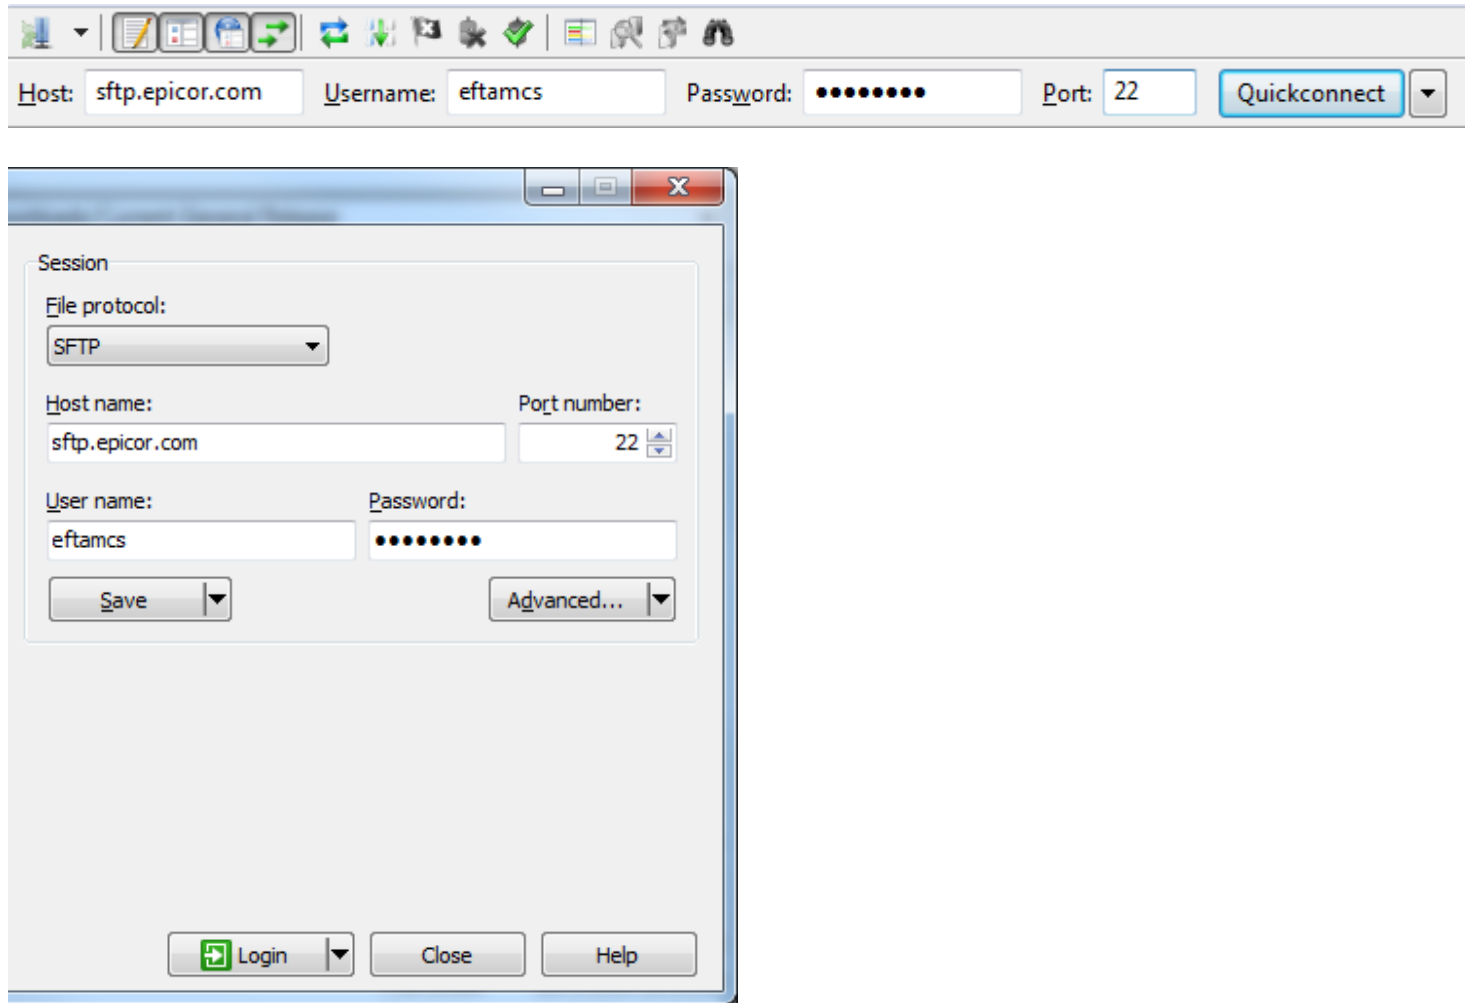 Host: sftp.epicor.com Username: eftamcs Password: ●●●●●●●● Port: 22 Quickconnect
Session
File protocol:
SFTP
Host name: Port number:
sftp.epicor.com 22
User name: Password:
eftamcs ●●●●●●●●
Save Advanced...
Login Close Help